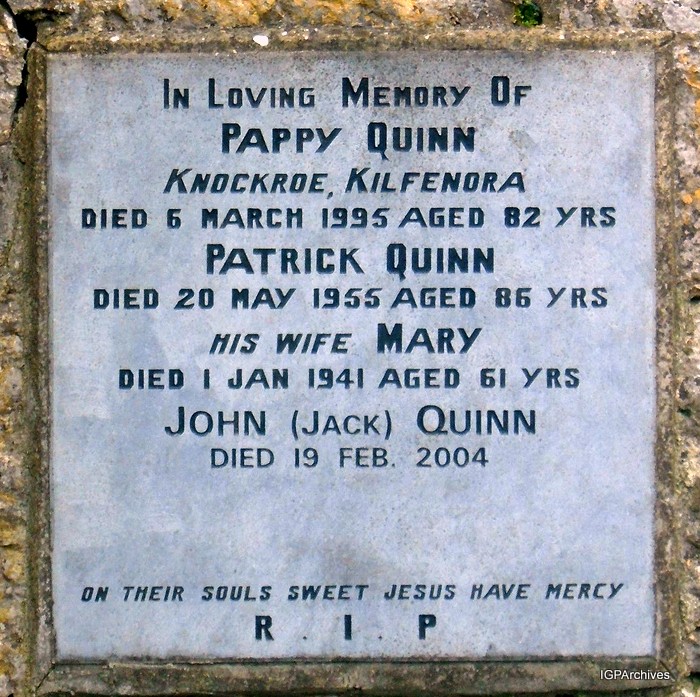 In Loving Memory Of
PAPPY QUINN
KNOCKROE, KILFENORA
DIED 6 MARCH 1995 AGED 82 YRS
PATRICK QUINN
DIED 20 MAY 1955 AGED 86 YRS
HIS WIFE MARY
DIED 1 JAN 1941 AGED 61 YRS
JOHN (JACK) QUINN
DIED 19 FEB. 2004
ON THEIR SOULS SWEET JESUS HAVE MERCY
R . I . P
IGPArchives